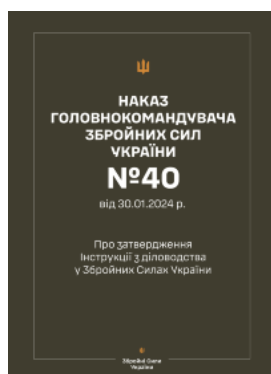 НАКАЗ
ГОЛОВНОКОМАНДУВАЧА
ЗБРОЙНИХ СИЛ
УКРАЇНИ
№40
від 30.01.2024 р.
Про затвердження
Інструкції з діловодства
у Збройних Силах України
Збройні Сили
України